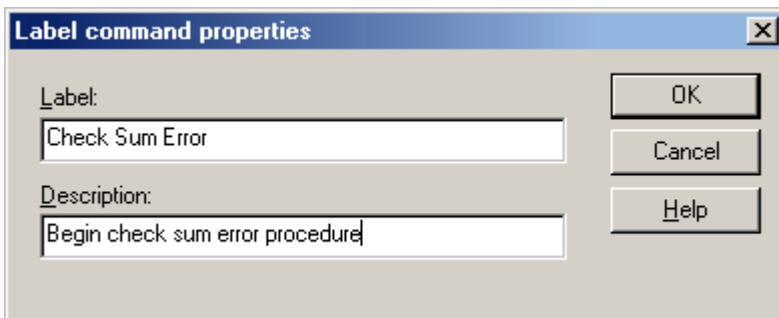 Label command properties
Label:
Check Sum Error
Description:
Begin check sum error procedure
OK
Cancel
Help